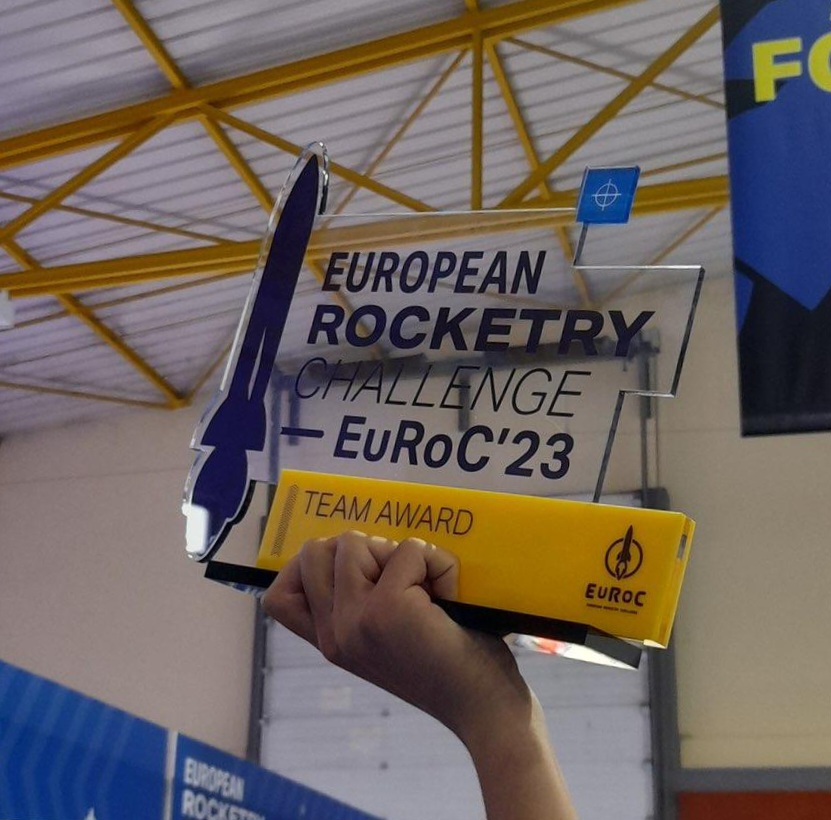 FO
EUROPEAN
ROCKETRY
CHALLENGE
— EuRoC'23
TEAM AWARD
EuRoC
EUROPEAN
ROCKETRY